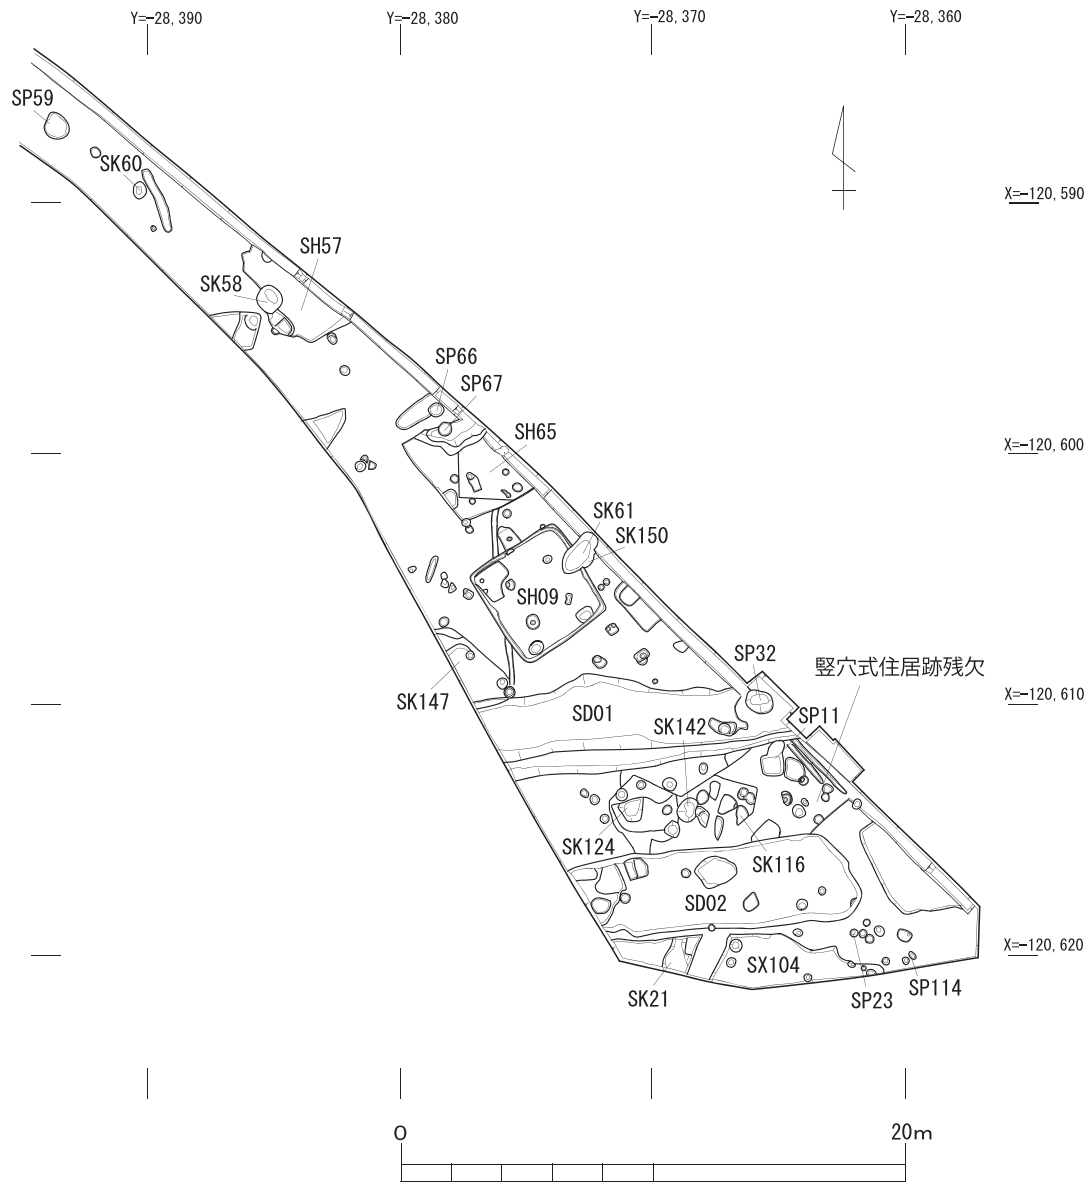 Y=−28,390
Y=−28,380
Y=−28,370
Y=−28,360
SP59
SK60
X=−120,590
SH57
SK58
SP66
SP67
SH65
X=−120,600
SK61
SK150
SH09
SP32
竪穴式住居跡残欠
SK147
X=−120,610
SD01
SK142
SP11
SK124
SK116
SD02
X=−120,620
SX104
SK21
SP23
SP114
0
20m